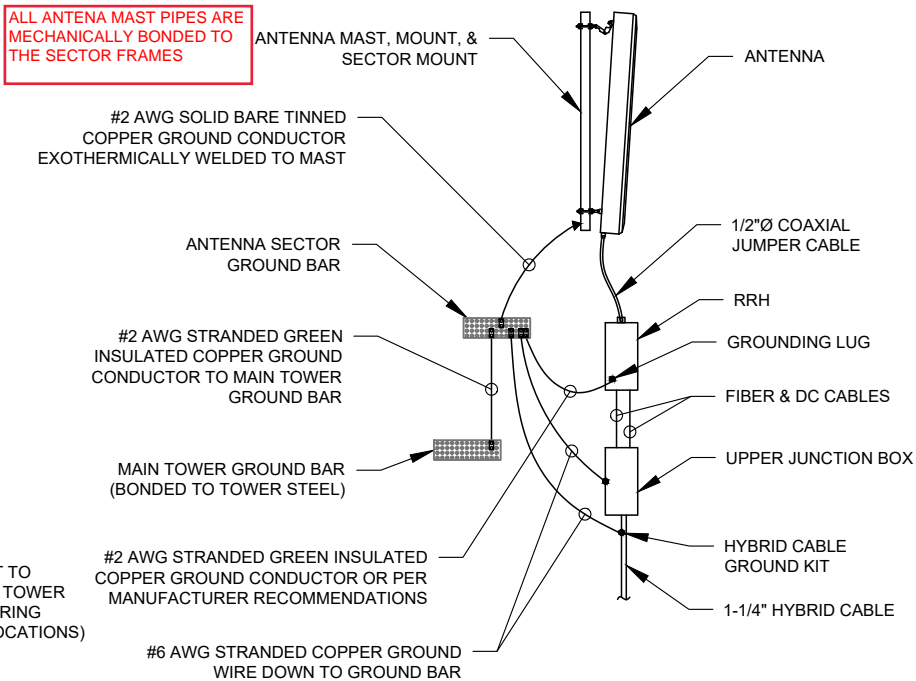 ALL ANTENA MAST PIPES ARE
MECHANICALLY BONDED TO
THE SECTOR FRAMES
ANTENNA MAST, MOUNT, &
SECTOR MOUNT
ANTENNA
#2 AWG SOLID BARE TINNED
COPPER GROUND CONDUCTOR
EXOTHERMICALLY WELDED TO MAST
1/2"Ø COAXIAL
JUMPER CABLE
ANTENNA SECTOR
GROUND BAR
RRH
#2 AWG STRANDED GREEN
INSULATED COPPER GROUND
CONDUCTOR TO MAIN TOWER
GROUND BAR
GROUNDING LUG
FIBER & DC CABLES
MAIN TOWER GROUND BAR
(BONDED TO TOWER STEEL)
UPPER JUNCTION BOX
#2 AWG STRANDED GREEN INSULATED
COPPER GROUND CONDUCTOR OR PER
MANUFACTURER RECOMMENDATIONS
HYBRID CABLE
GROUND KIT
T TO
TOWER
RING
OCATIONS)
1-1/4" HYBRID CABLE
#6 AWG STRANDED COPPER GROUND
WIRE DOWN TO GROUND BAR